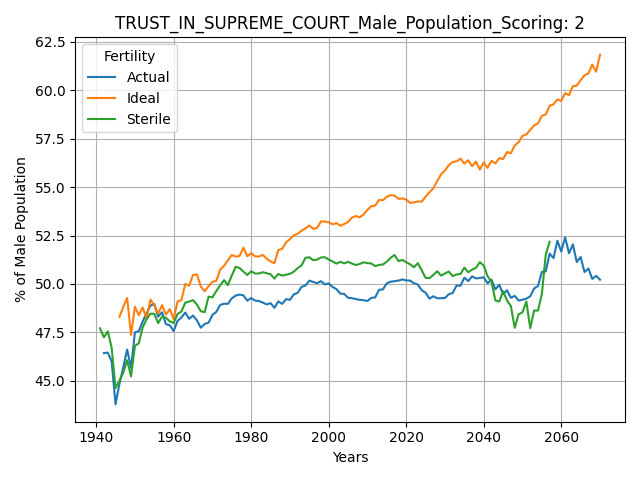 TRUST_IN_SUPREME_COURT_Male_Population_Scoring: 2
62.5
60.0
57.5
55.0
52.5
50.0
47.5
45.0
% of Male Population
Fertility
Actual
Ideal
Sterile
1940 1960 1980 2000 2020 2040 2060
Years